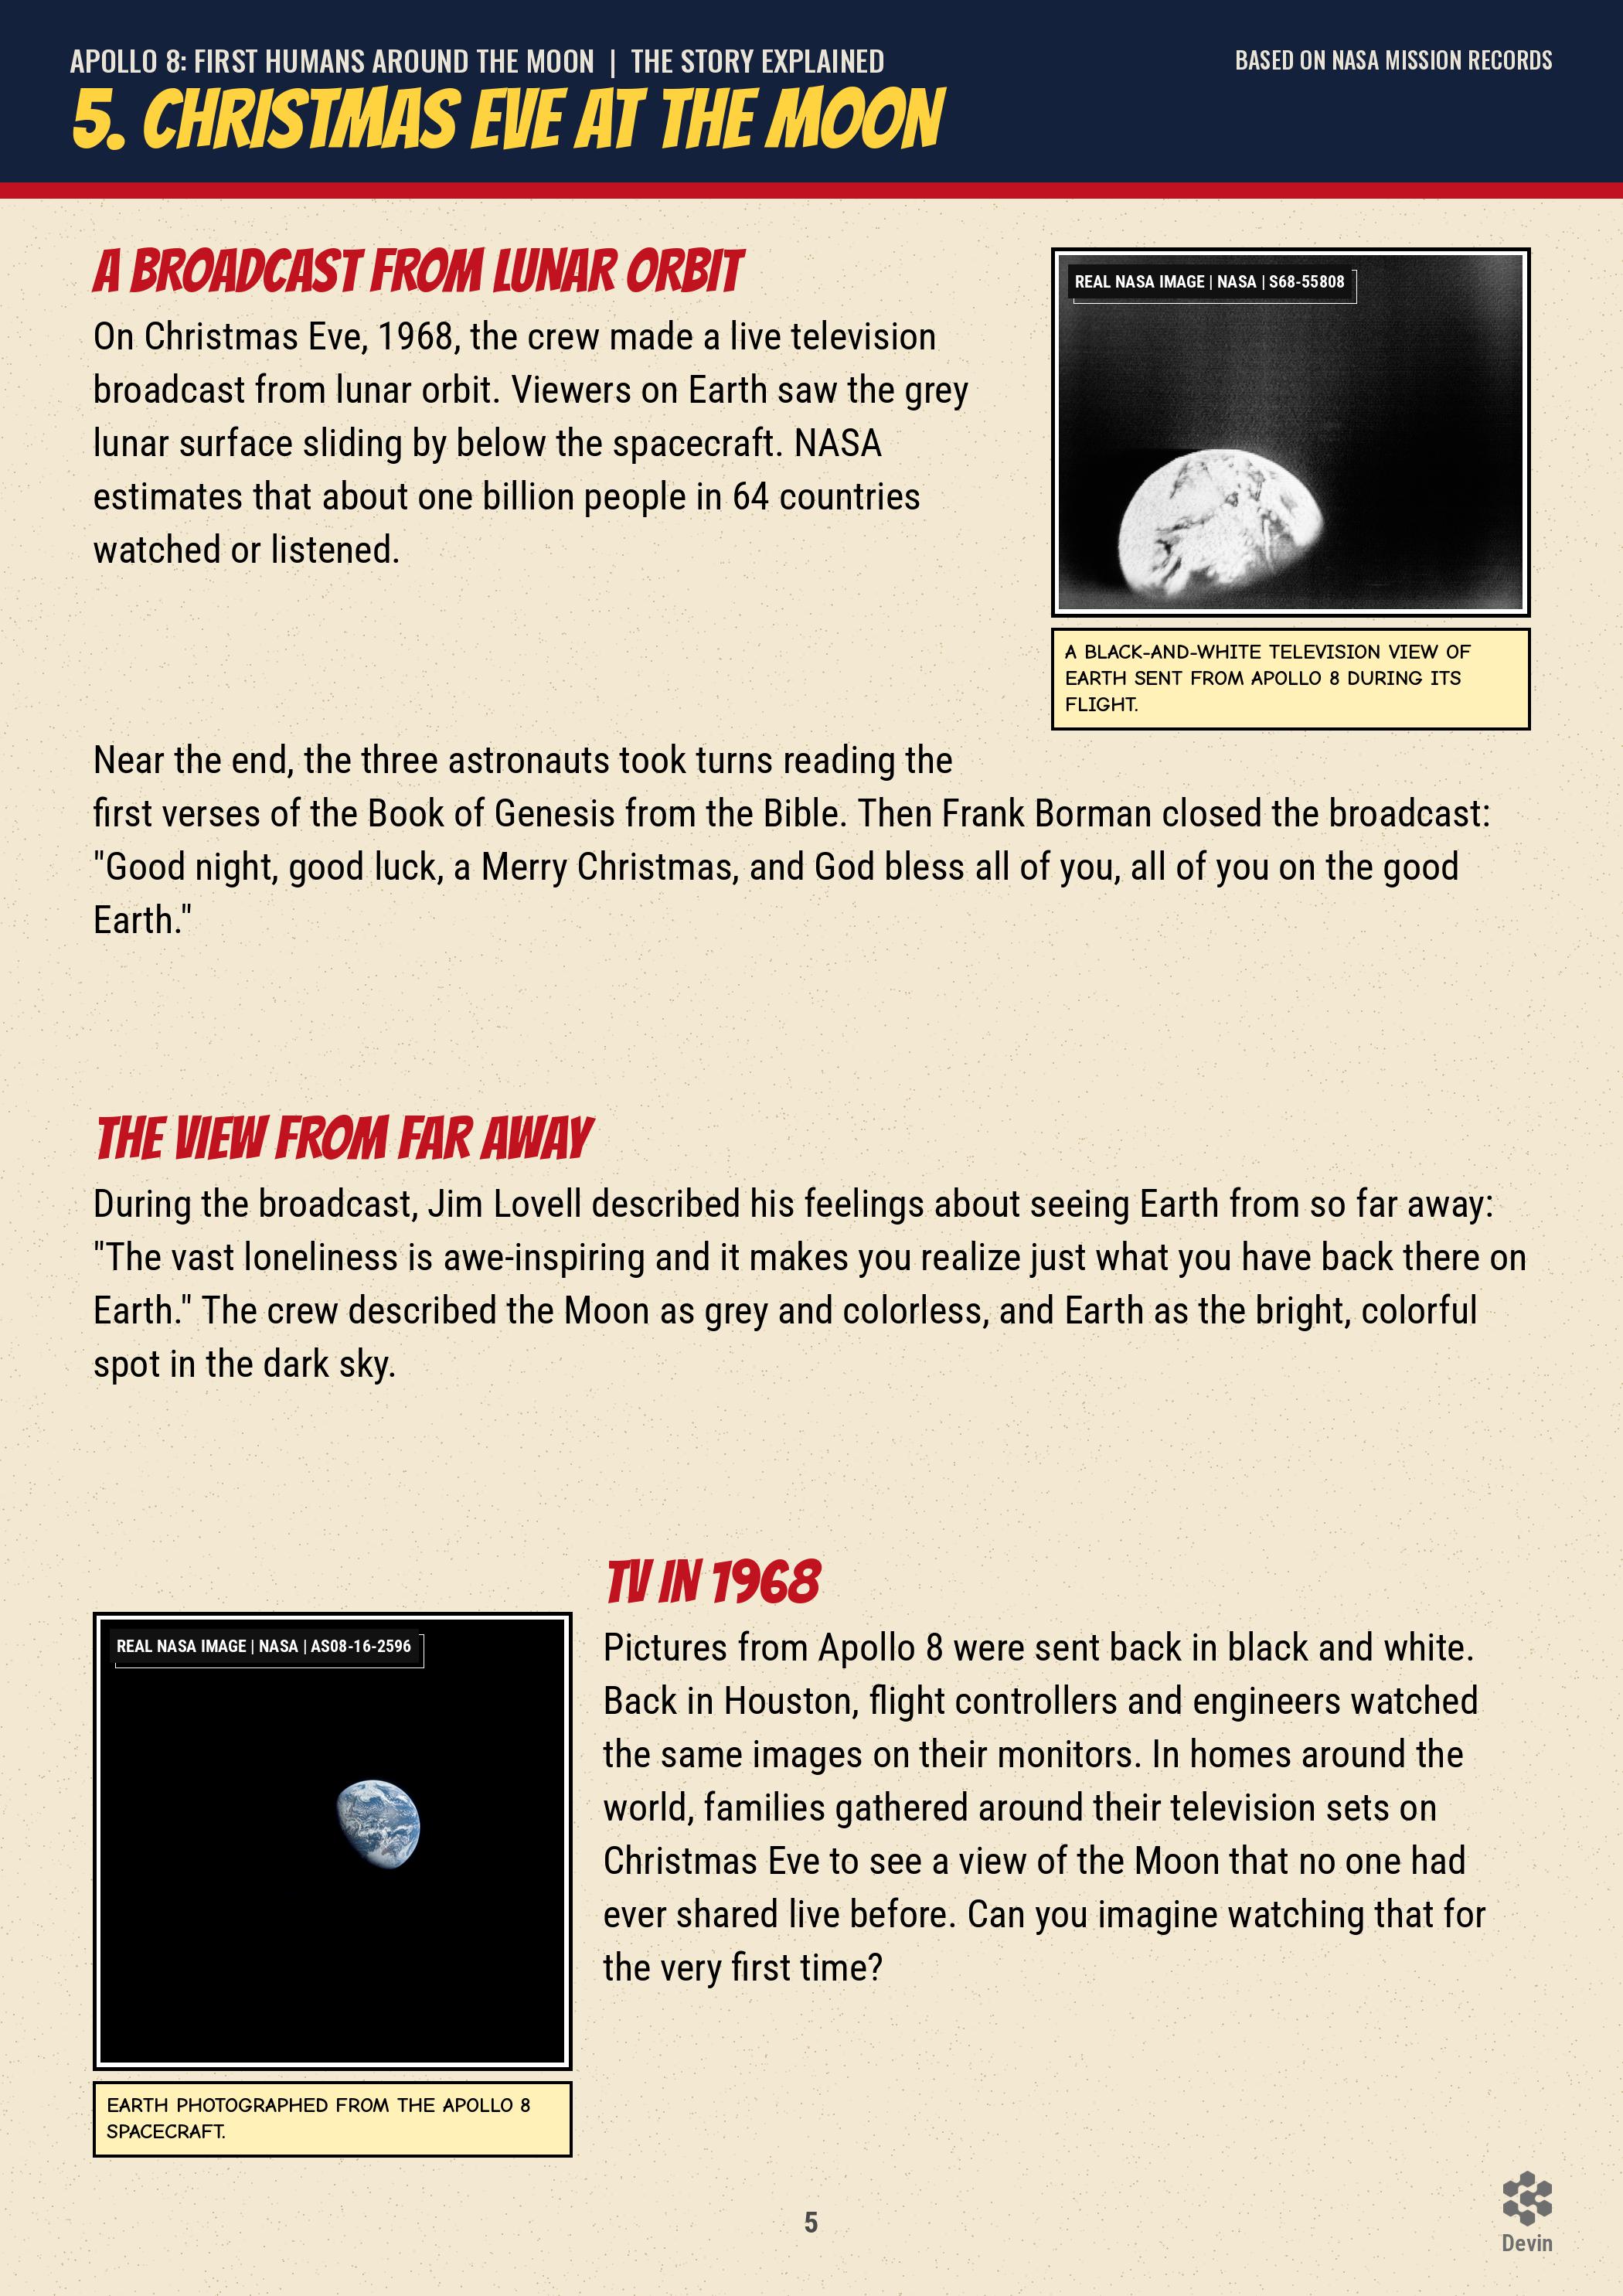 APOLLO 8: FIRST HUMANS AROUND THE MOON | THE STORY EXPLAINED
BASED ON NASA MISSION RECORDS
5. CHRISTMAS EVE AT THE MOON
A BROADCAST FROM LUNAR ORBIT
On Christmas Eve, 1968, the crew made a live television
broadcast from lunar orbit. Viewers on Earth saw the grey
lunar surface sliding by below the spacecraft. NASA
estimates that about one billion people in 64 countries
watched or listened.
REAL NASA IMAGE | NASA | S68-55808
A BLACK-AND-WHITE TELEVISION VIEW OF
EARTH SENT FROM APOLLO 8 DURING ITS
FLIGHT.
Near the end, the three astronauts took turns reading the
first verses of the Book of Genesis from the Bible. Then Frank Borman closed the broadcast:
"Good night, good luck, a Merry Christmas, and God bless all of you, all of you on the good
Earth."
THE VIEW FROM FAR AWAY
During the broadcast, Jim Lovell described his feelings about seeing Earth from so far away:
"The vast loneliness is awe-inspiring and it makes you realize just what you have back there on
Earth." The crew described the Moon as grey and colorless, and Earth as the bright, colorful
spot in the dark sky.
REAL NASA IMAGE | NASA | AS08-16-2596
EARTH PHOTOGRAPHED FROM THE APOLLO 8
SPACECRAFT.
TV IN 1968
Pictures from Apollo 8 were sent back in black and white.
Back in Houston, flight controllers and engineers watched
the same images on their monitors. In homes around the
world, families gathered around their television sets on
Christmas Eve to see a view of the Moon that no one had
ever shared live before. Can you imagine watching that for
the very first time?
5
Devin